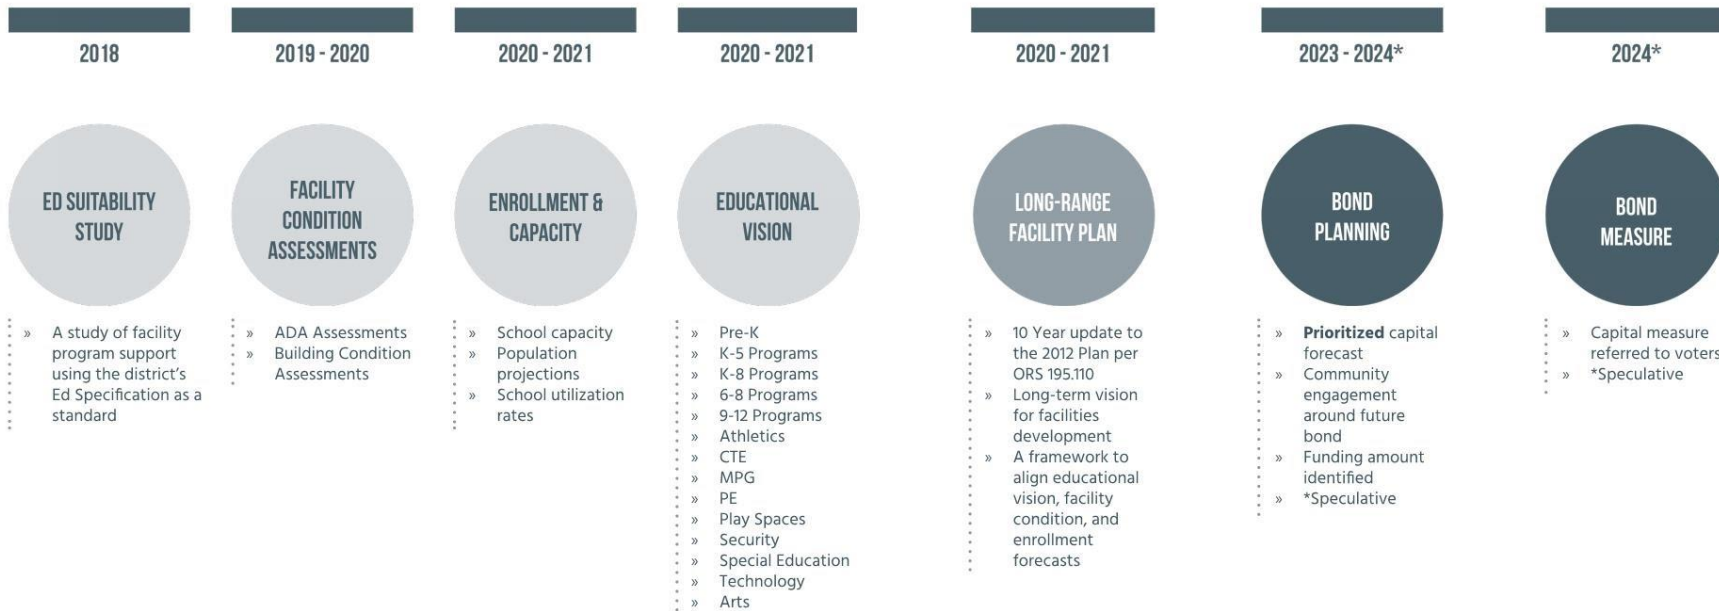 2018
ED SUITABILITY
STUDY
» A study of facility
program support
using the district's
Ed Specification as a
standard
2019 - 2020
FACILITY
CONDITION
ASSESSMENTS
» ADA Assessments
» Building Condition
Assessments
2020 - 2021
ENROLLMENT &
CAPACITY
» School capacity
» Population
projections
» School utilization
rates
2020 - 2021
EDUCATIONAL
VISION
» Pre-K
» K-5 Programs
» K-8 Programs
» 6-8 Programs
» 9-12 Programs
» Athletics
» CTE
» MPG
» PE
» Play Spaces
» Security
» Special Education
» Technology
» Arts
2020 - 2021
LONG-RANGE
FACILITY PLAN
» 10 Year update to
the 2012 Plan per
ORS 195.110
» Long-term vision
for facilities
development
» A framework to
align educational
vision, facility
condition, and
enrollment
forecasts
2023 - 2024*
BOND
PLANNING
» Prioritized capital
forecast
» Community
engagement
around future
bond
» Funding amount
identified
» *Speculative
2024*
BOND
MEASURE
» Capital measure
referred to voters
» *Speculative